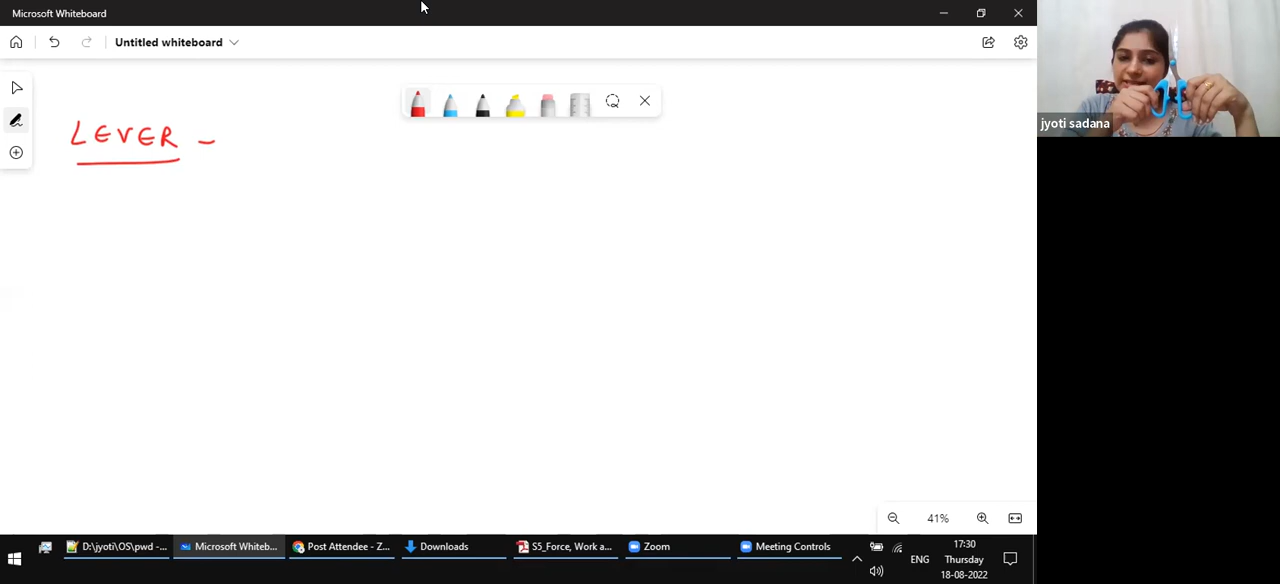 Microsoft Whiteboard
Untitled whiteboard
jyoti sadana
LEVER -
41%
D:\jyoti\OS\pwd -...
Microsoft Whiteb...
Post Attendee - Z...
Downloads
S5_Force, Work a...
Zoom
Meeting Controls
ENG
17:30
Thursday
18-08-2022